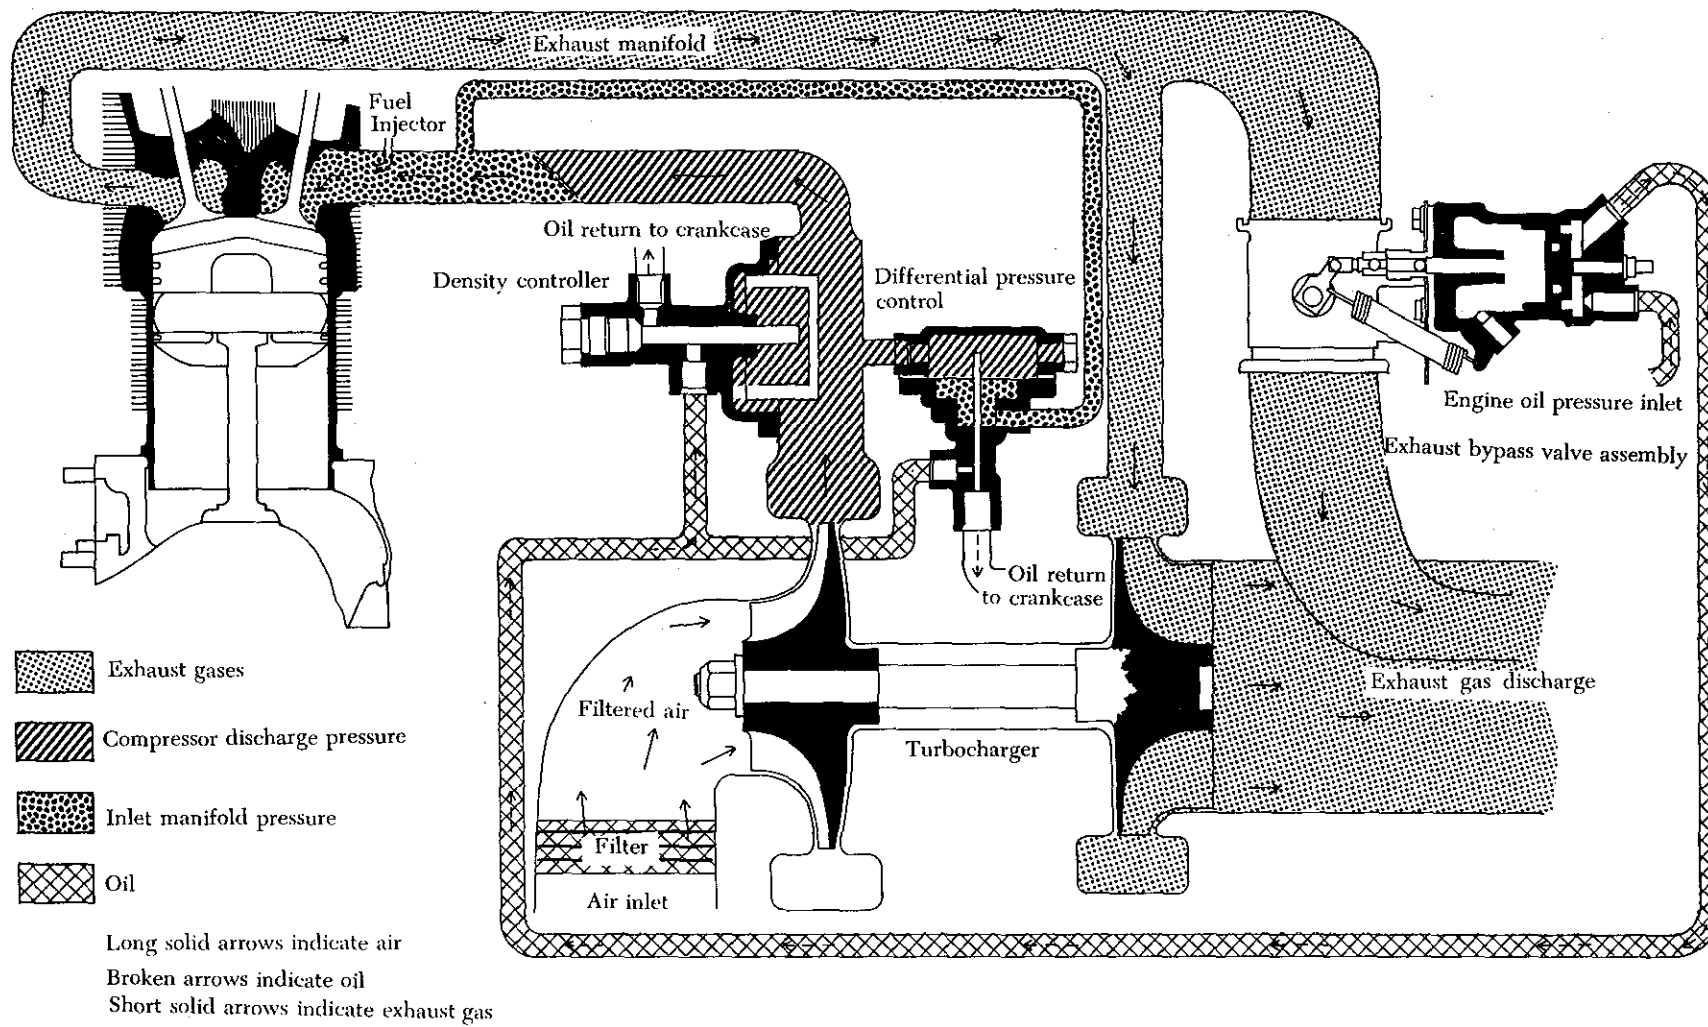 Exhaust manifold
Fuel
Injector
Oil return to crankcase
Density controller
Differential pressure
control
Engine oil pressure inlet
Exhaust bypass valve assembly
Oil return
to crankcase
Exhaust gases
Exhaust gas discharge
Filtered air
Compressor discharge pressure
Turbocharger
Inlet manifold pressure
Filter
Oil
Air inlet
Long solid arrows indicate air
Broken arrows indicate oil
Short solid arrows indicate exhaust gas